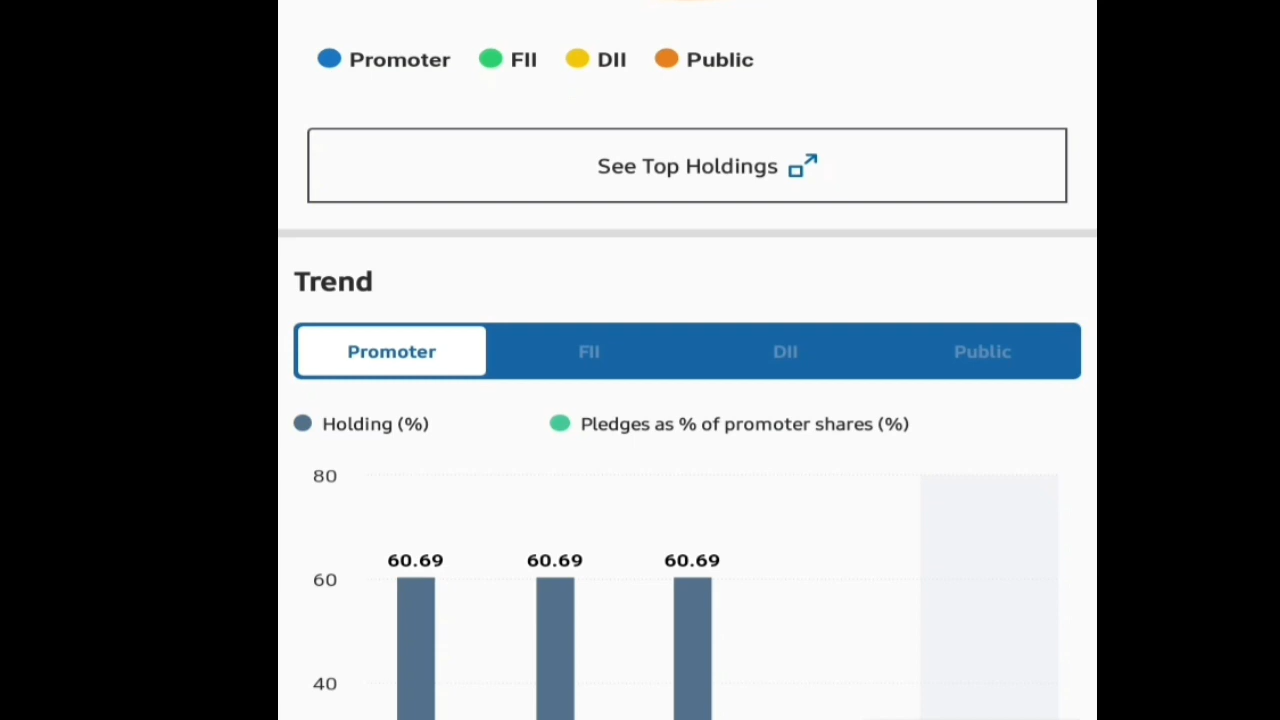 Promoter FII DII Public
See Top Holdings
Trend
Promoter FII DII Public
Holding (%) Pledges as % of promoter shares (%)
80
60.69 60.69 60.69
60
40